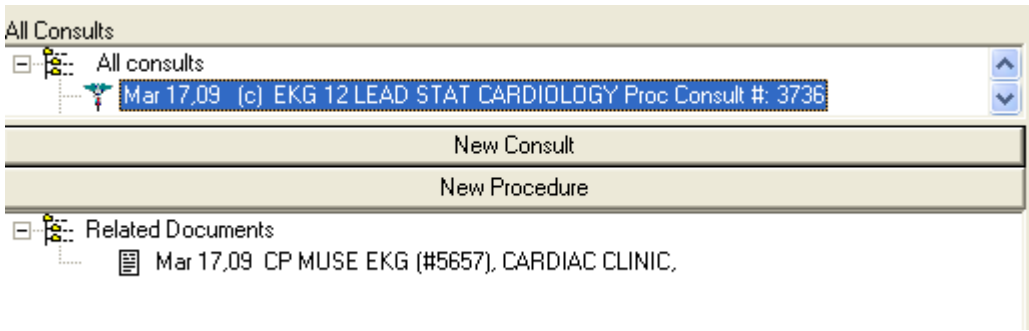 All Consults
All consults
Mar 17,09 (c) EKG 12 LEAD STAT CARDIOLOGY Proc Consult #: 3736
New Consult
New Procedure
Related Documents
Mar 17,09 CP MUSE EKG (#5657), CARDIAC CLINIC,